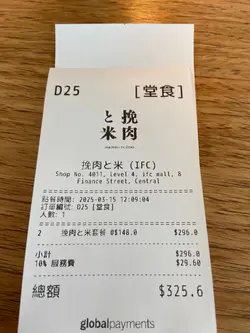 D25 [堂食]
挽肉と米
挽肉と米 (IFC)
Shop No. 4011, Level 4, ifc mall, 8
Finance Street, Central
點餐時間: 2025-03-15 12:09:04
訂單編號: D25 [堂食]
人數: 1
2 挽肉と米套餐 @$148.0 $296.0
小計 $296.0
10% 服務費 $29.60
總額 $325.6
globalpayments